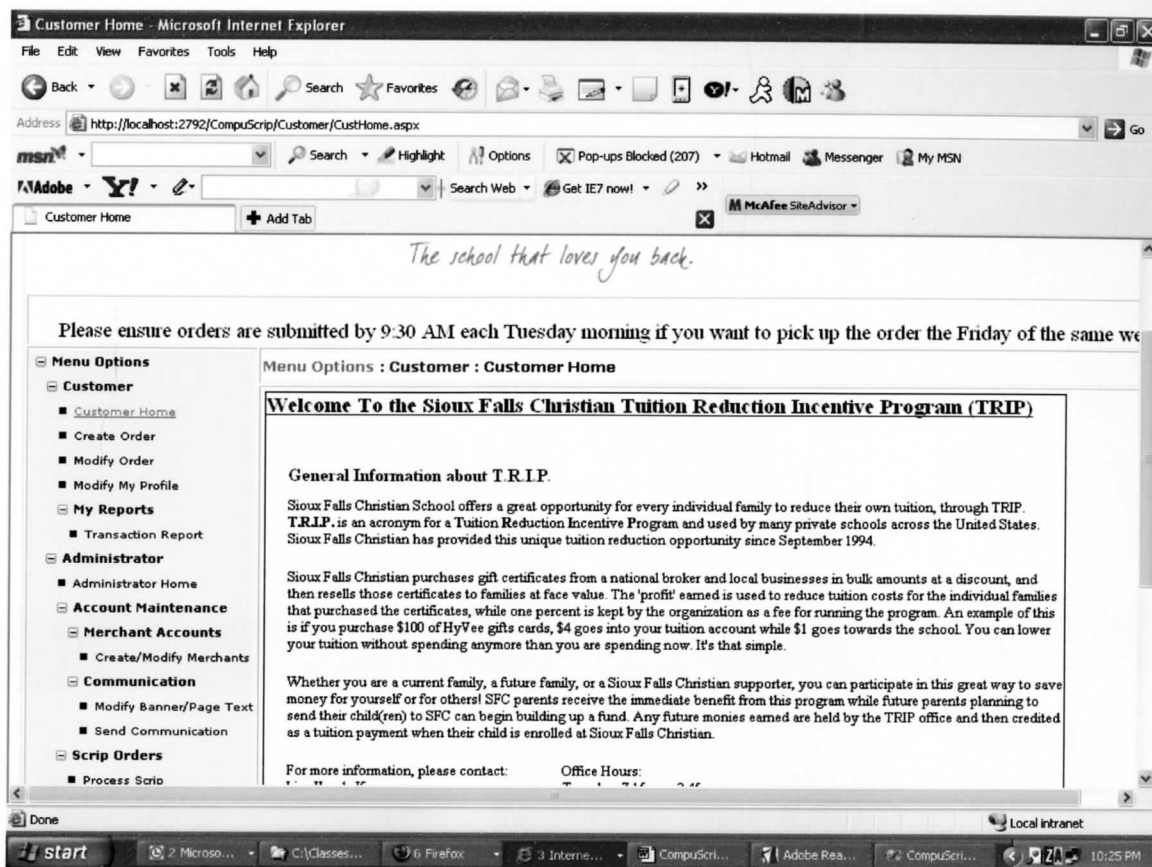 Customer Home - Microsoft Internet Explorer
File Edit View Favorites Tools Help
Back Search Favorites
Address http://localhost:2792/CompuScrip/Customer/CustHome.aspx Go
msn Search Highlight Options Pop-ups Blocked (207) Hotmail Messenger My MSN
Adobe Y! Search Web Get IE7 now! »
McAfee SiteAdvisor
Customer Home Add Tab
The school that loves you back.
Please ensure orders are submitted by 9:30 AM each Tuesday morning if you want to pick up the order the Friday of the same we
Menu Options
Customer
Customer Home
Create Order
Modify Order
Modify My Profile
My Reports
Transaction Report
Administrator
Administrator Home
Account Maintenance
Merchant Accounts
Create/Modify Merchants
Communication
Modify Banner/Page Text
Send Communication
Scrip Orders
Process Scrip
Menu Options : Customer : Customer Home
Welcome To the Sioux Falls Christian Tuition Reduction Incentive Program (TRIP)
General Information about T.R.I.P.
Sioux Falls Christian School offers a great opportunity for every individual family to reduce their own tuition, through TRIP.
T.R.I.P. is an acronym for a Tuition Reduction Incentive Program and used by many private schools across the United States.
Sioux Falls Christian has provided this unique tuition reduction opportunity since September 1994.
Sioux Falls Christian purchases gift certificates from a national broker and local businesses in bulk amounts at a discount, and
then resells those certificates to families at face value. The 'profit' earned is used to reduce tuition costs for the individual families
that purchased the certificates, while one percent is kept by the organization as a fee for running the program. An example of this
is if you purchase $100 of HyVee gifts cards, $4 goes into your tuition account while $1 goes towards the school. You can lower
your tuition without spending anymore than you are spending now. It's that simple.
Whether you are a current family, a future family, or a Sioux Falls Christian supporter, you can participate in this great way to save
money for yourself or for others! SFC parents receive the immediate benefit from this program while future parents planning to
send their child(ren) to SFC can begin building up a fund. Any future monies earned are held by the TRIP office and then credited
as a tuition payment when their child is enrolled at Sioux Falls Christian.
For more information, please contact: Office Hours:
Done Local intranet
start 2 Microso... C:\Classes... 6 Firefox 3 Interne... CompuScri... Adobe Rea... CompuScri... 10:25 PM